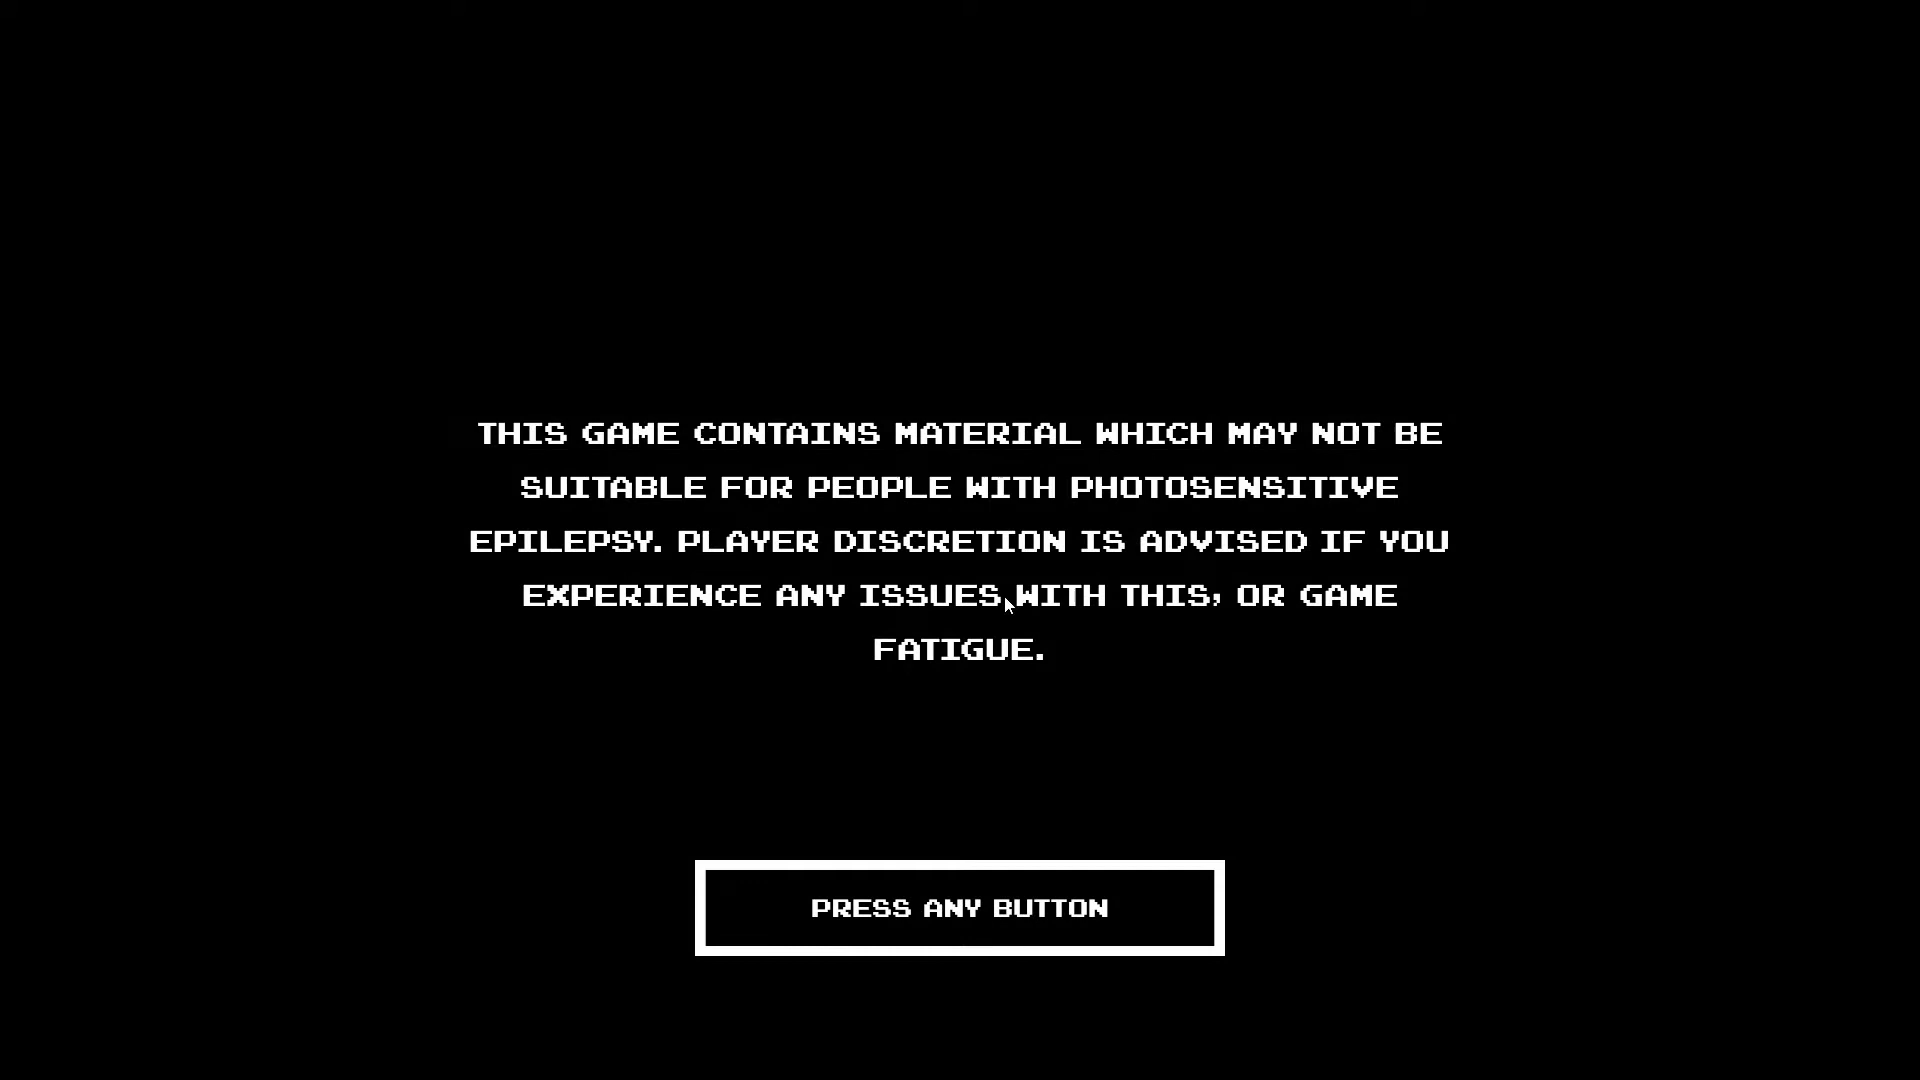 THIS GAME CONTAINS MATERIAL WHICH MAY NOT BE
SUITABLE FOR PEOPLE WITH PHOTOSENSITIVE
EPILEPSY. PLAYER DISCRETION IS ADVISED IF YOU
EXPERIENCE ANY ISSUES WITH THIS, OR GAME
FATIGUE.
PRESS ANY BUTTON